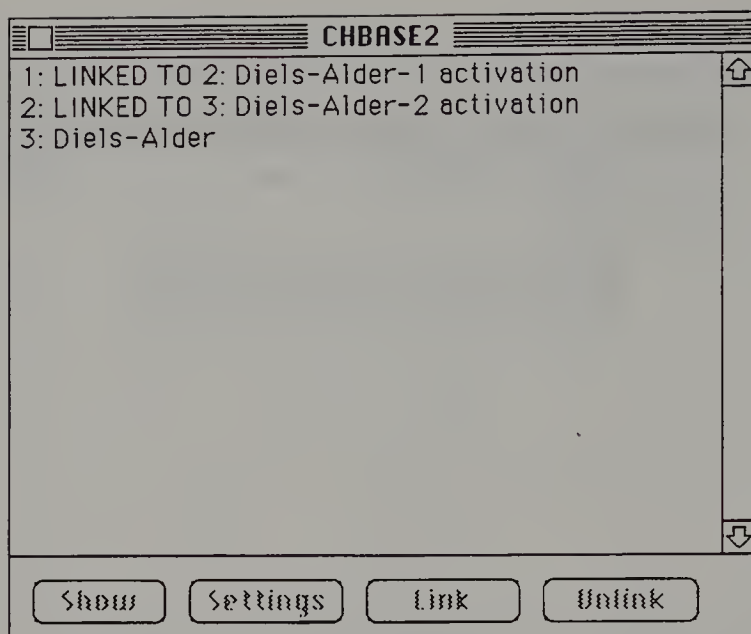 CHBASE2
1: LINKED TO 2: Diels-Alder-1 activation
2: LINKED TO 3: Diels-Alder-2 activation
3: Diels-Alder
Show Settings Link Unlink